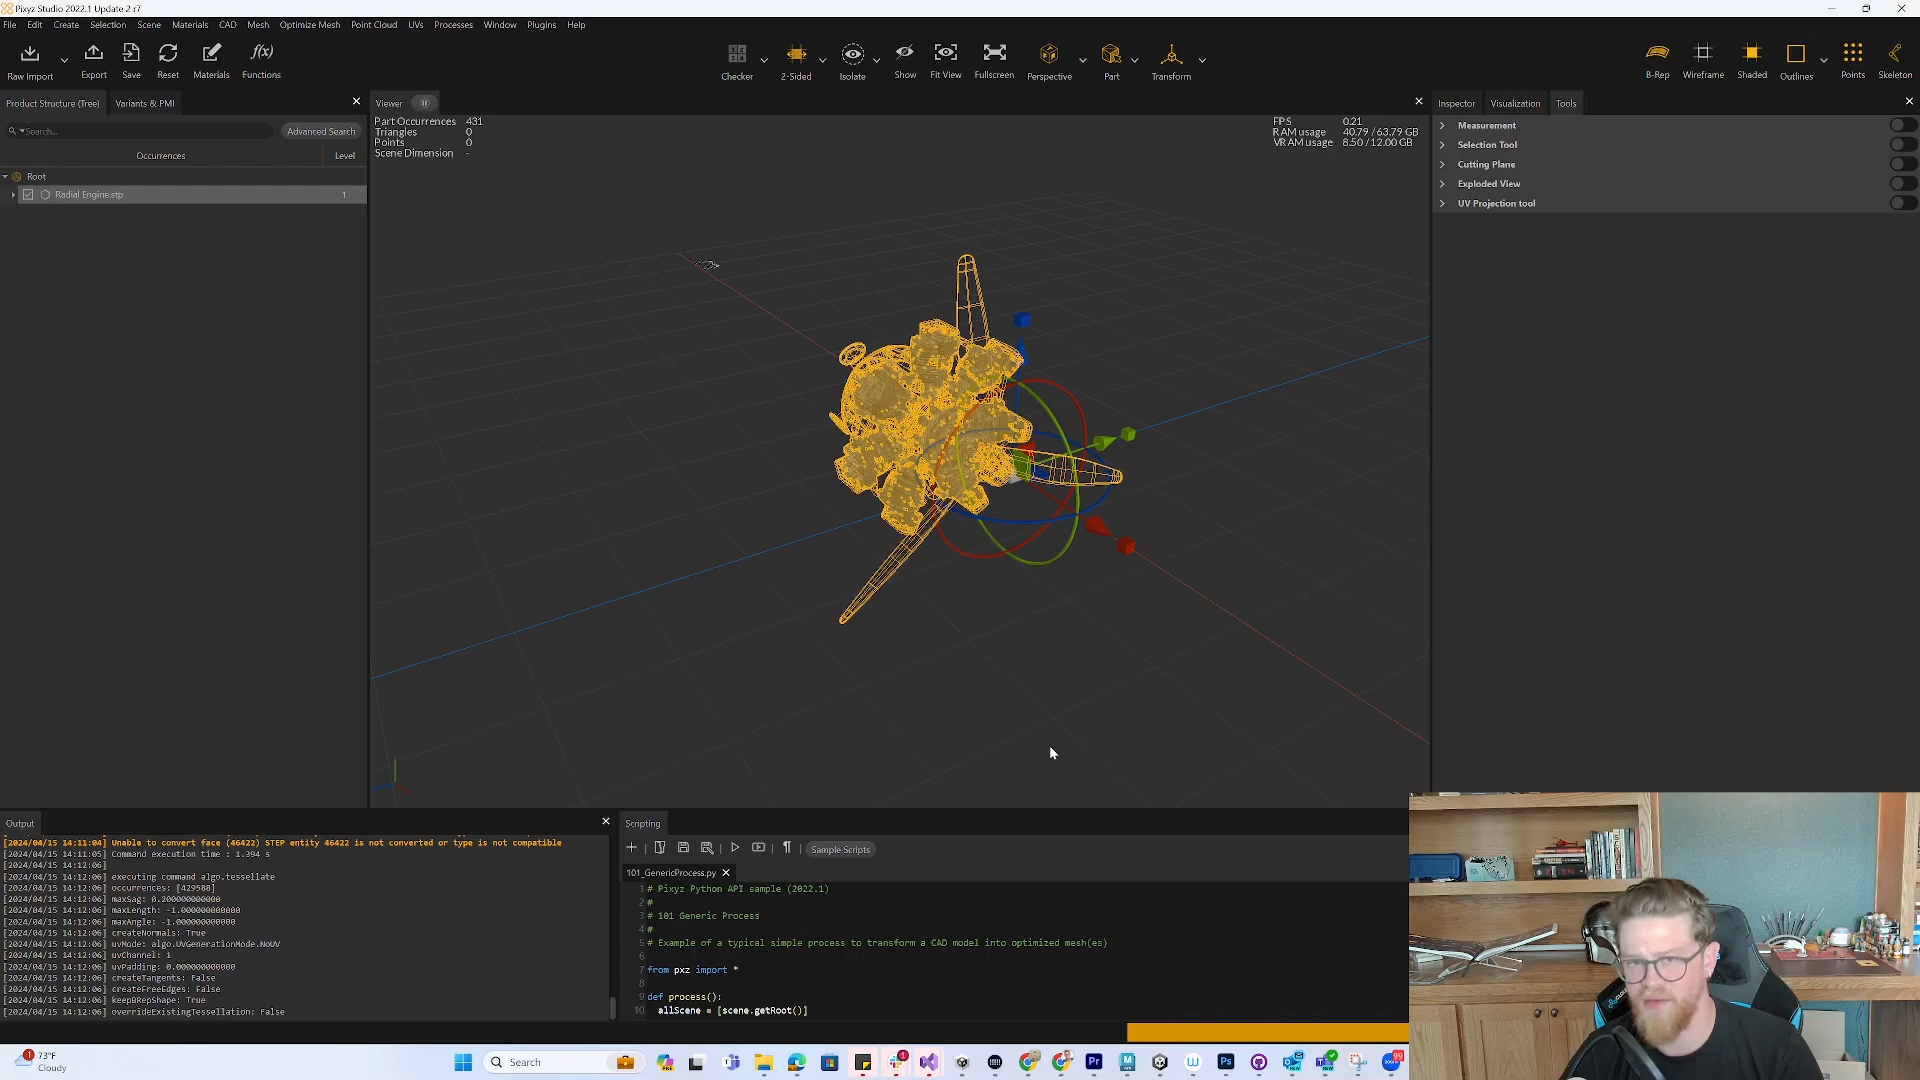 Pixyz Studio 2022.1 Update 2 r7
File Edit Create Selection Scene Materials CAD Mesh Optimize Mesh Point Cloud UVs Processes Window Plugins Help
Raw Import Export Save Reset Materials Functions Checker 2-Sided Isolate Show Fit View Fullscreen Perspective Part Transform B-Rep Wireframe Shaded Outlines Points Skeleton
Product Structure (Tree) Variants & PMI
Search... Advanced Search
Occurrences Level
Root
Radial Engine.stp 1
Viewer
Part Occurrences 431
Triangles 0
Points 0
Scene Dimension -
FPS 0.21
RAM usage 40.79 / 63.79 GB
VRAM usage 8.50 / 12.00 GB
Inspector Visualization Tools
Measurement
Selection Tool
Cutting Plane
Exploded View
UV Projection tool
Output
[2024/04/15 14:11:04] Unable to convert face (46422) STEP entity 46422 is not converted or type is not compatible
[2024/04/15 14:11:05] Command execution time : 1.394 s
[2024/04/15 14:12:06]
[2024/04/15 14:12:06] executing command algo.tessellate
[2024/04/15 14:12:06] occurrences: [429588]
[2024/04/15 14:12:06] maxSag: 0.200000000000
[2024/04/15 14:12:06] maxLength: -1.000000000000
[2024/04/15 14:12:06] maxAngle: -1.000000000000
[2024/04/15 14:12:06] createNormals: True
[2024/04/15 14:12:06] uvMode: algo.UVGenerationMode.NoUV
[2024/04/15 14:12:06] uvChannel: 1
[2024/04/15 14:12:06] uvPadding: 0.000000000000
[2024/04/15 14:12:06] createTangents: False
[2024/04/15 14:12:06] createFreeEdges: False
[2024/04/15 14:12:06] keepBRepShape: True
[2024/04/15 14:12:06] overrideExistingTessellation: False
Scripting
Sample Scripts
101_GenericProcess.py
1 # Pixyz Python API sample (2022.1)
2 #
3 # 101 Generic Process
4 #
5 # Example of a typical simple process to transform a CAD model into optimized mesh(es)
6
7 from pxz import *
8
9 def process():
10 allScene = [scene.getRoot()]
73°F
Cloudy
Search